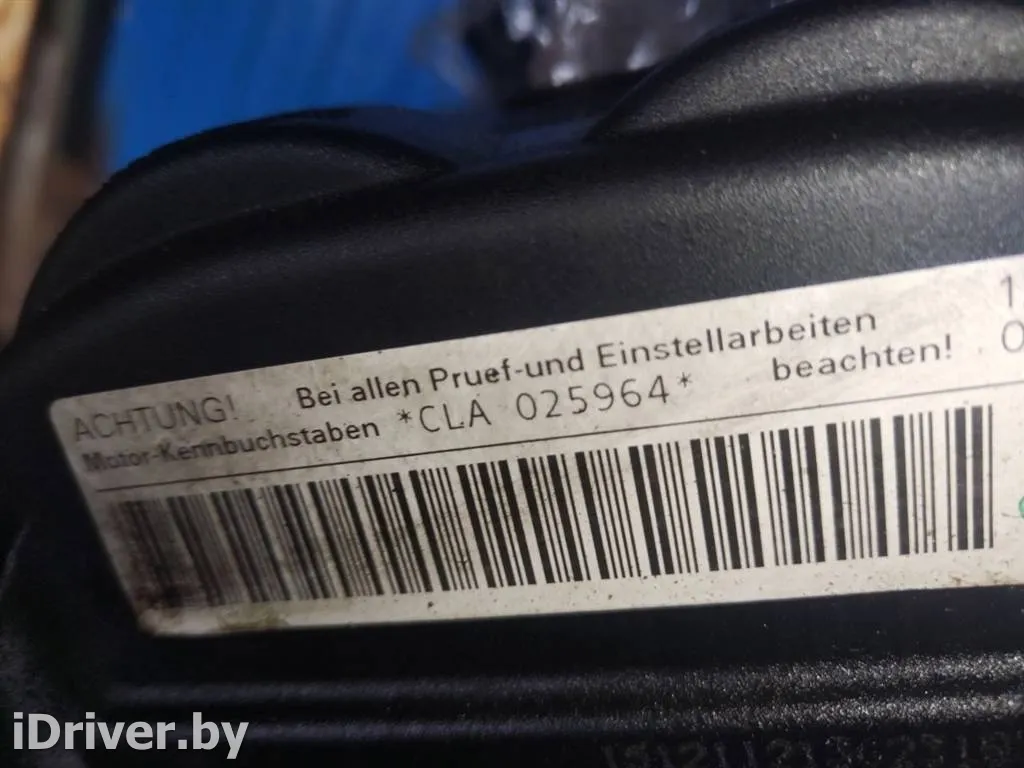 ACHTUNG! Bei allen Pruef-und Einstellarbeiten
Motor-Kennbuchstaben *CLA 025964* beachten!
iDriver.by